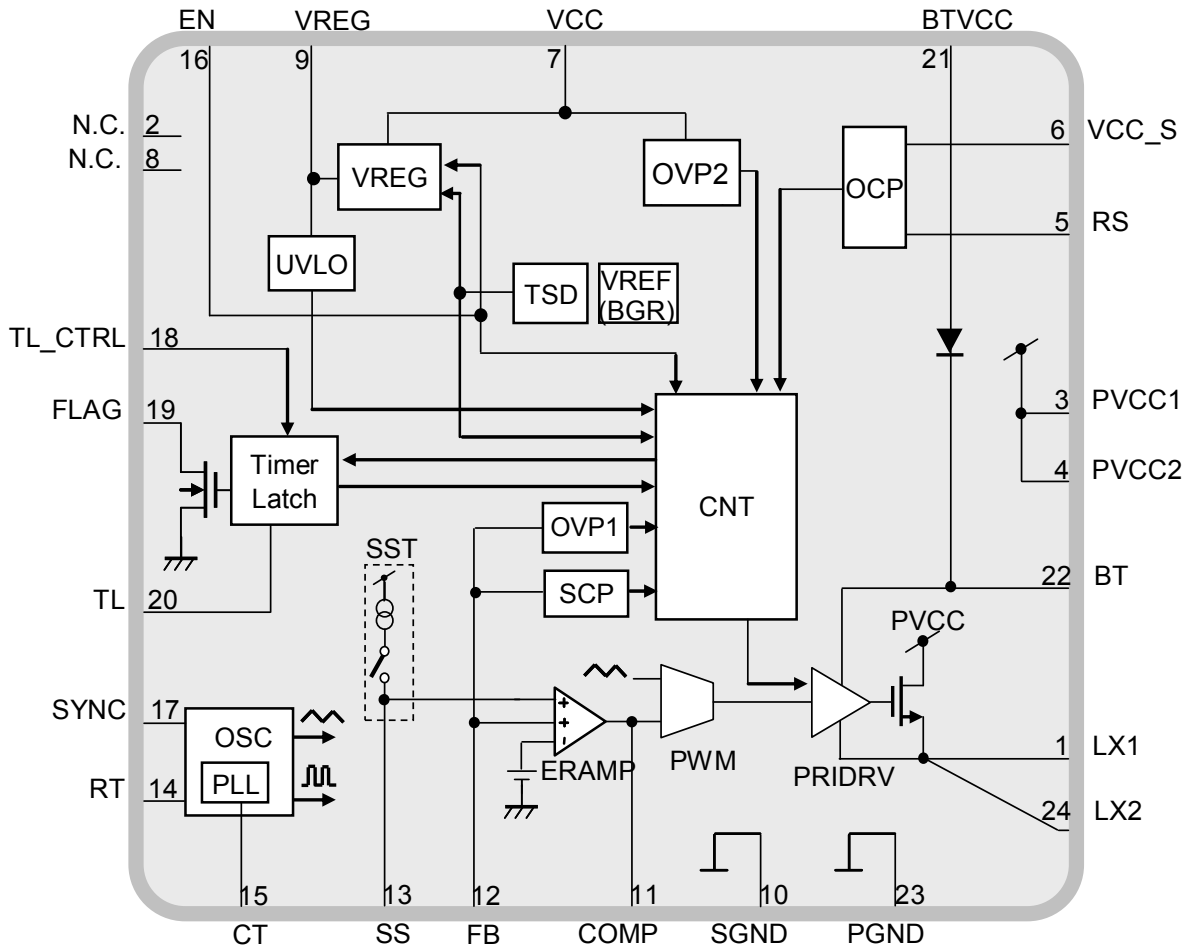 EN
VREG
VCC
BTVCC
16
9
7
21
N.C.
2
N.C.
8
6
VCC_S
VREG
OVP2
OCP
5
RS
UVLO
TSD
VREF
(BGR)
TL_CTRL
18
FLAG
19
3
PVCC1
Timer
Latch
4
PVCC2
CNT
OVP1
SST
SCP
TL
20
22
BT
PVCC
SYNC
17
OSC
+
+
-
ERAMP
PWM
PRIDRV
1
LX1
RT
14
PLL
24
LX2
15
13
12
11
10
23
CT
SS
FB
COMP
SGND
PGND